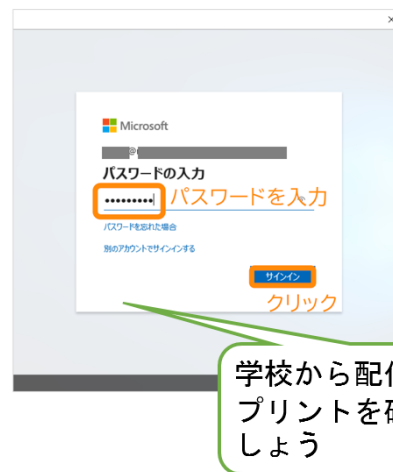 ×
Microsoft
@
パスワードの入力
•••••••••
パスワードを入力
パスワードを忘れた場合
別のアカウントでサインインする
サインイン
クリック
学校から配
プリントを
しょう